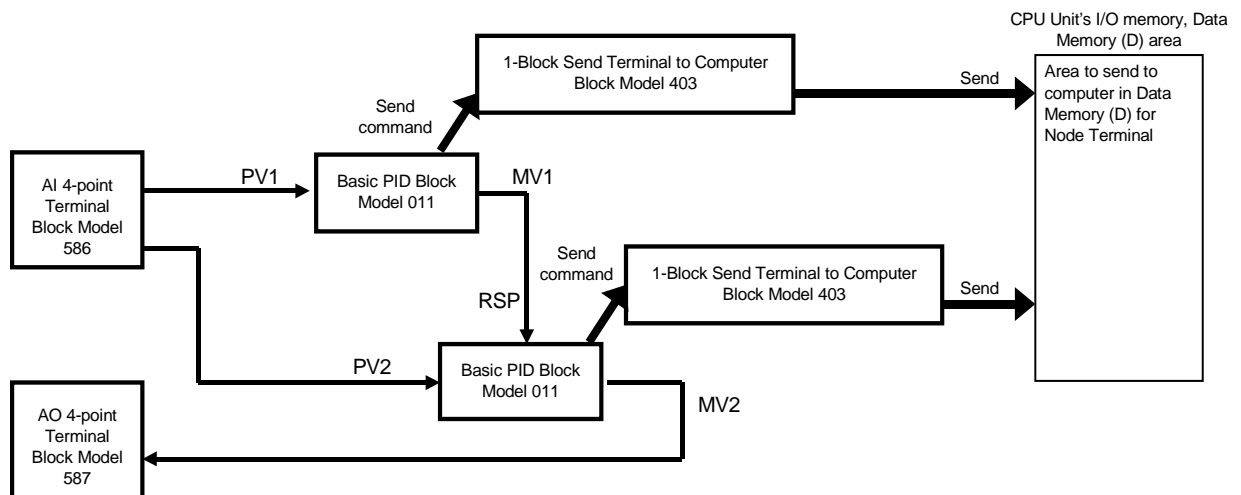 CPU Unit's I/O memory, Data
Memory (D) area
1-Block Send Terminal to Computer
Block Model 403
Send
Area to send to
computer in Data
Memory (D) for
Node Terminal
Send
command
AI 4-point
Terminal
Block Model
586
PV1
Basic PID Block
Model 011
MV1
Send
command
1-Block Send Terminal to Computer
Block Model 403
Send
RSP
PV2
Basic PID Block
Model 011
MV2
AO 4-point
Terminal
Block Model
587